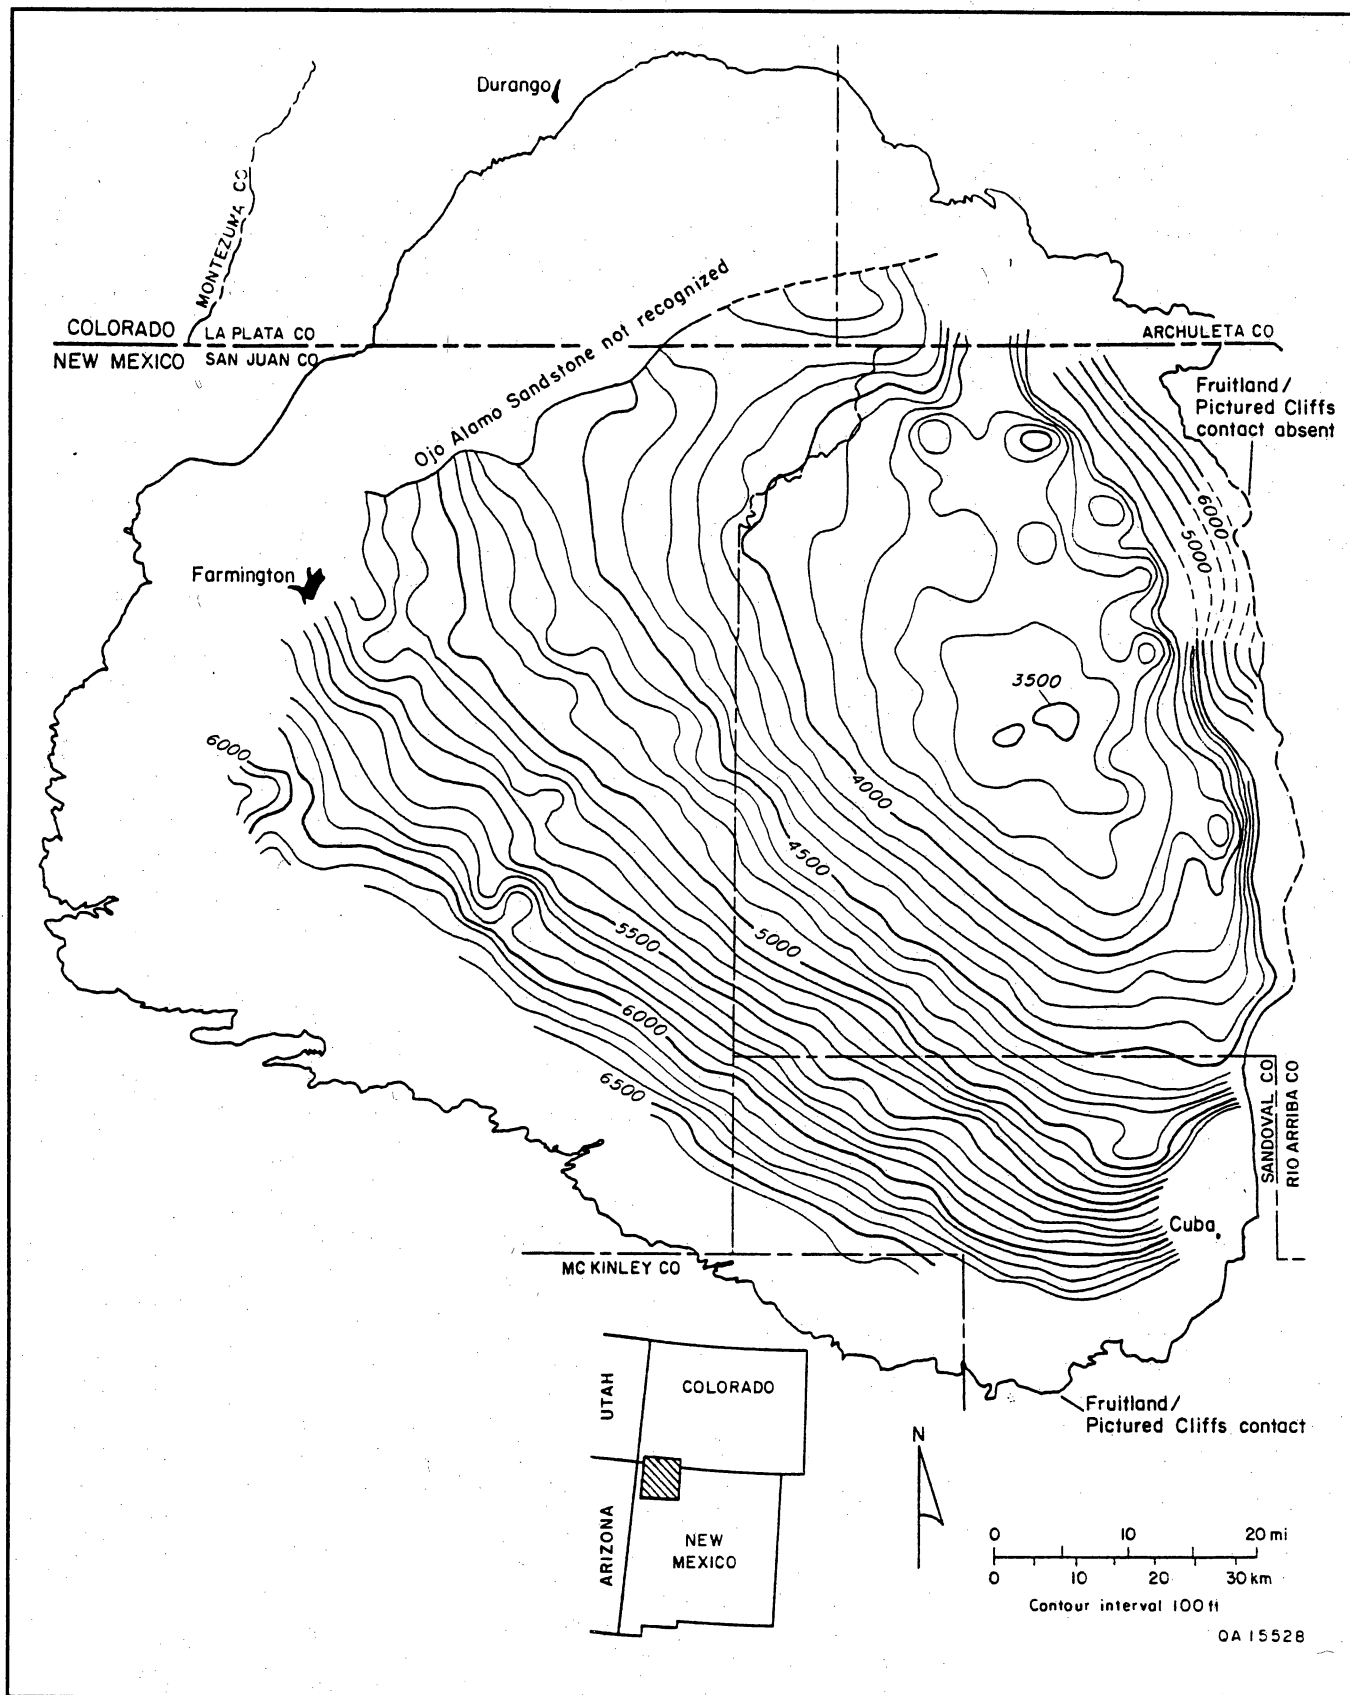 Durango
MONTEZUMA CO
Ojo Alamo Sandstone not recognized
COLORADO
LA PLATA CO
ARCHULETA CO
NEW MEXICO
SAN JUAN CO
Fruitland/
Pictured Cliffs
contact absent
6000
5000
Farmington
3500
6000
4000
4500
5500
5000
6000
6500
SANDOVAL CO
RIO ARRIBA CO
Cuba
MC KINLEY CO
Fruitland/
Pictured Cliffs contact
UTAH
COLORADO
ARIZONA
NEW
MEXICO
N
0 10 20 mi
0 10 20 30 km
Contour interval 100 ft
QA 15528